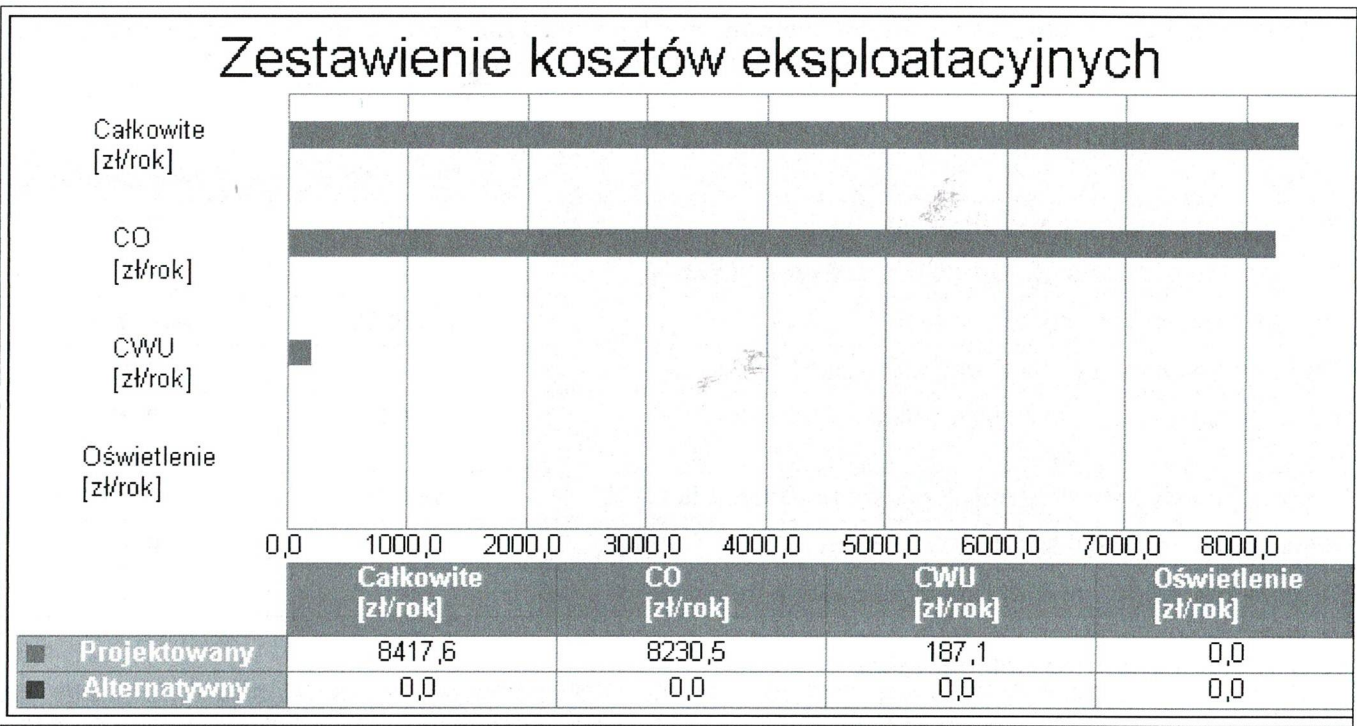 Zestawienie kosztów eksploatacyjnych
Całkowite
[zł/rok]
CO
[zł/rok]
CWU
[zł/rok]
Oświetlenie
[zł/rok]
0,0 1000,0 2000,0 3000,0 4000,0 5000,0 6000,0 7000,0 8000,0
Całkowite CO CWU Oświetlenie
[zł/rok] [zł/rok] [zł/rok] [zł/rok]
Projektowany 8417,6 8230,5 187,1 0,0
Alternatywny 0,0 0,0 0,0 0,0